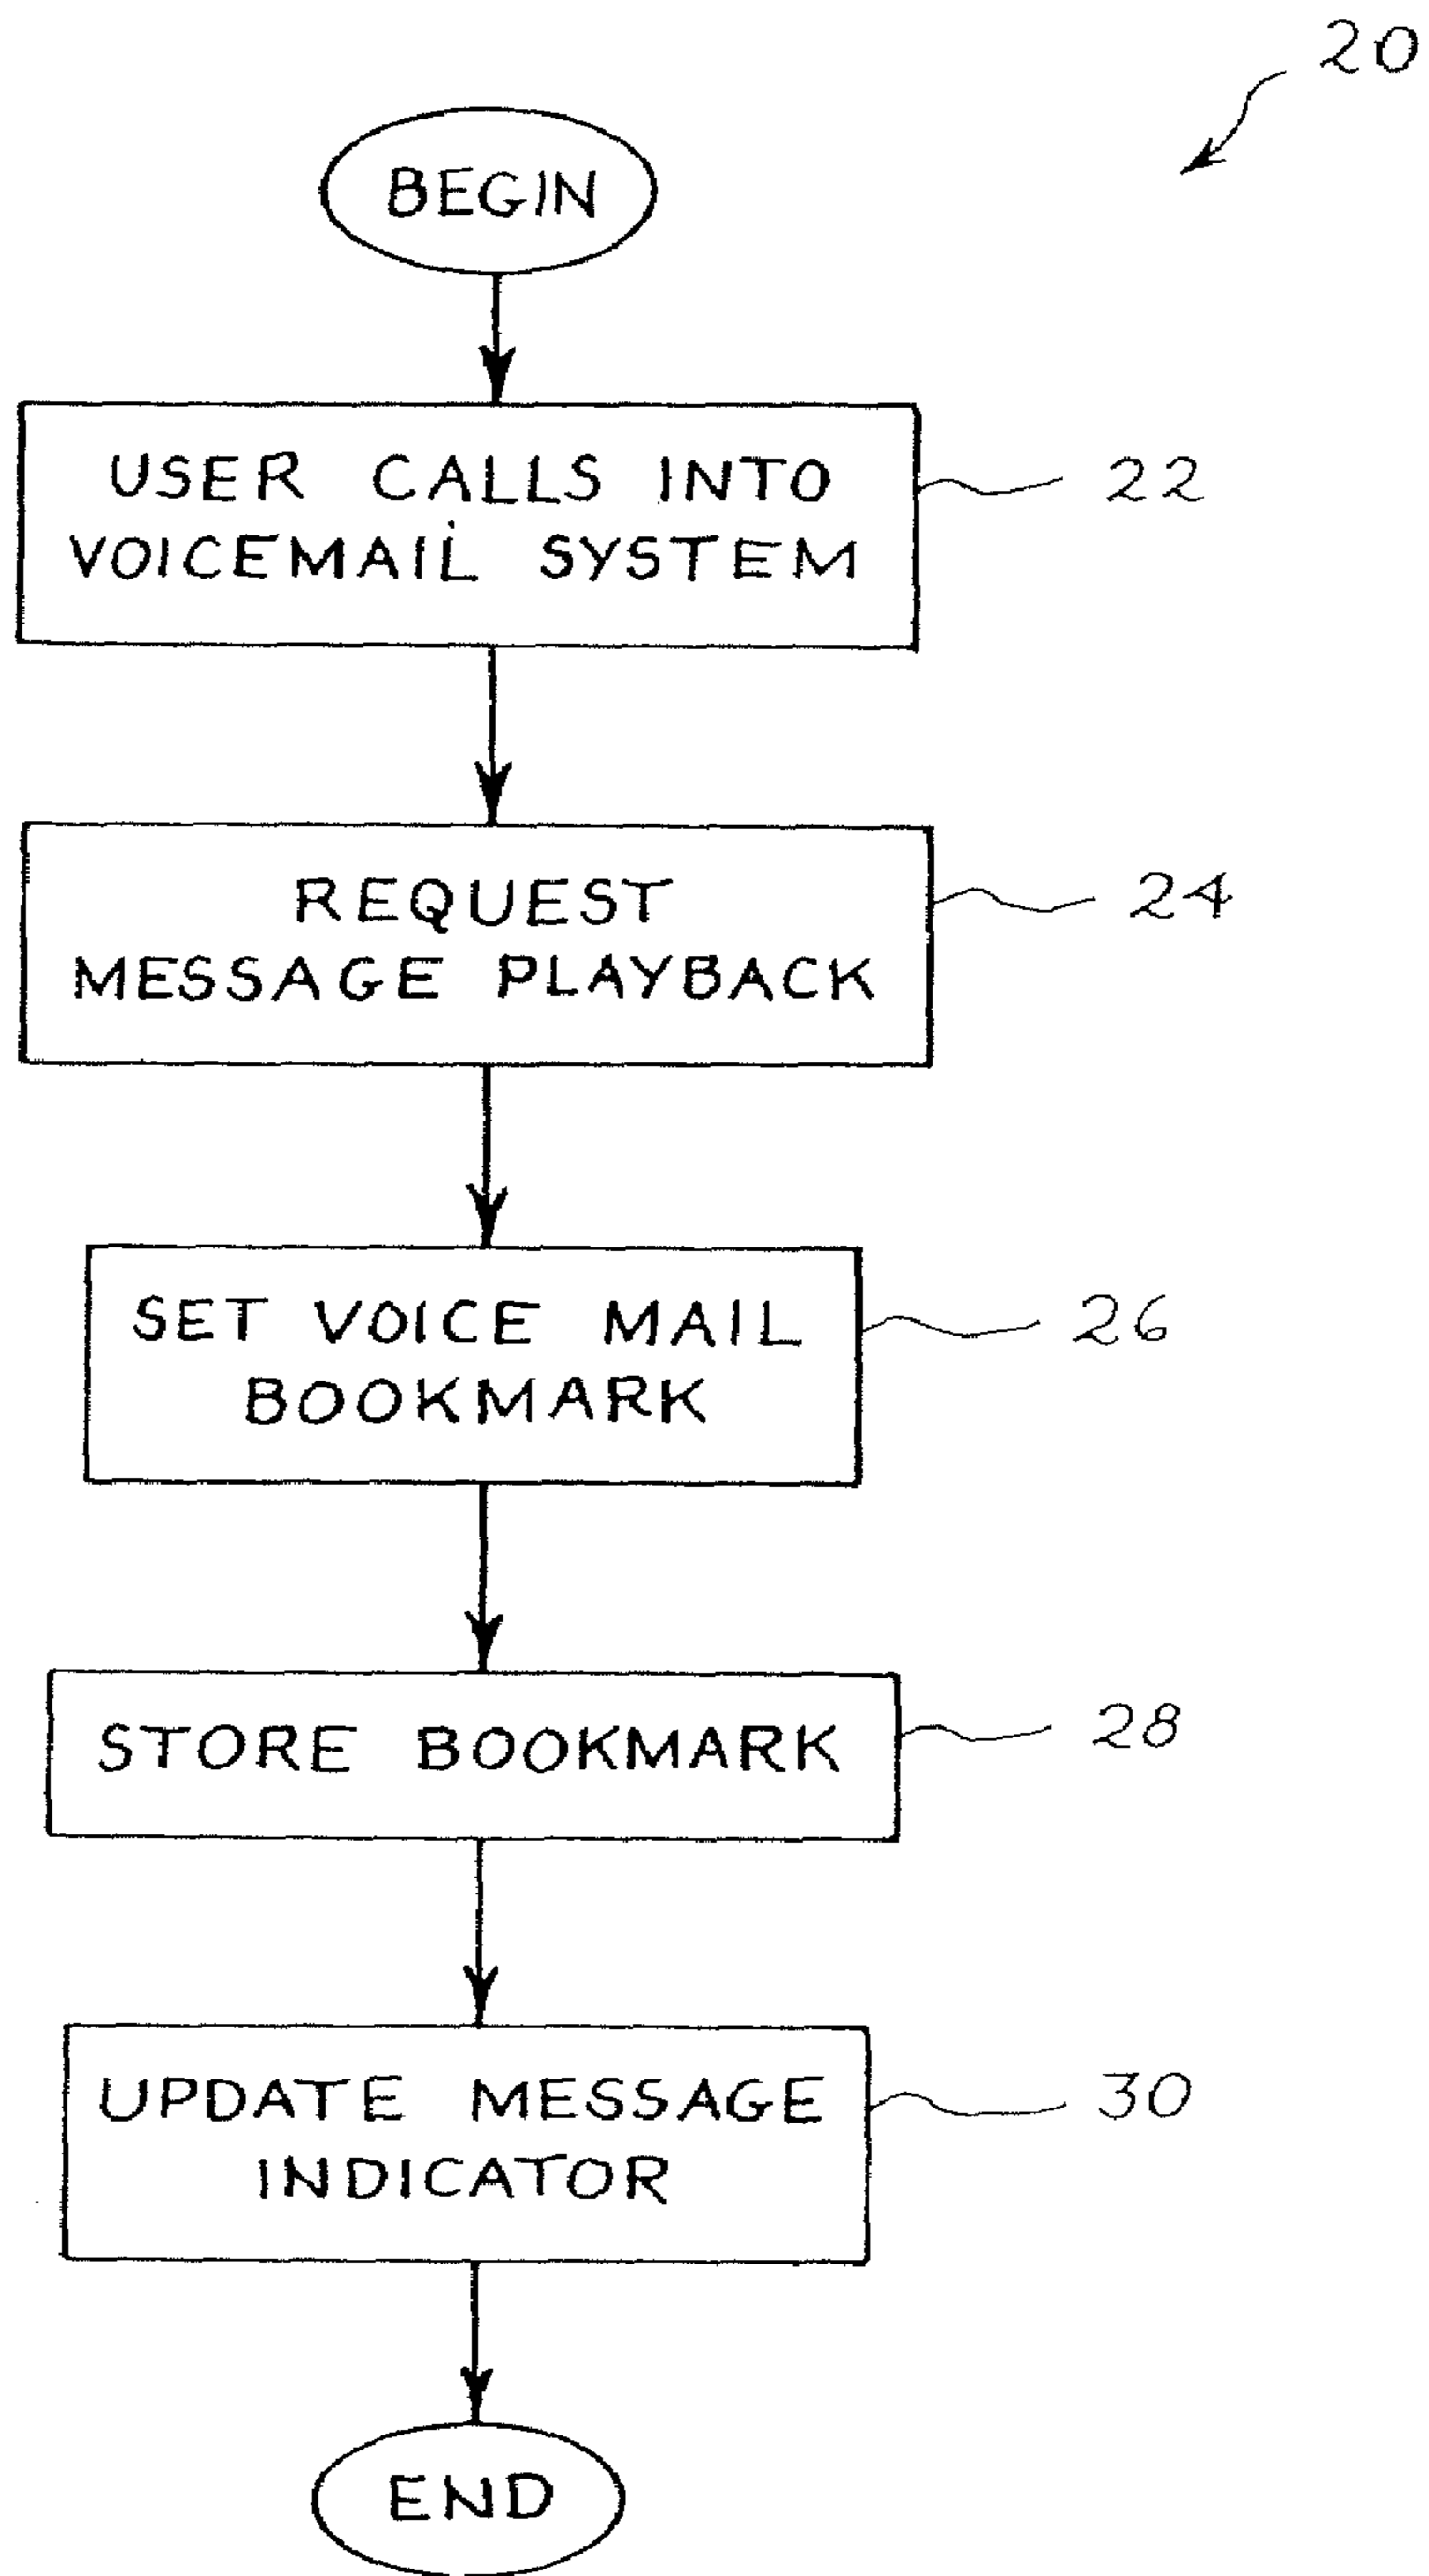 20
BEGIN
USER CALLS INTO
VOICEMAIL SYSTEM
22
REQUEST
MESSAGE PLAYBACK
24
SET VOICE MAIL
BOOKMARK
26
STORE BOOKMARK
28
UPDATE MESSAGE
INDICATOR
30
END